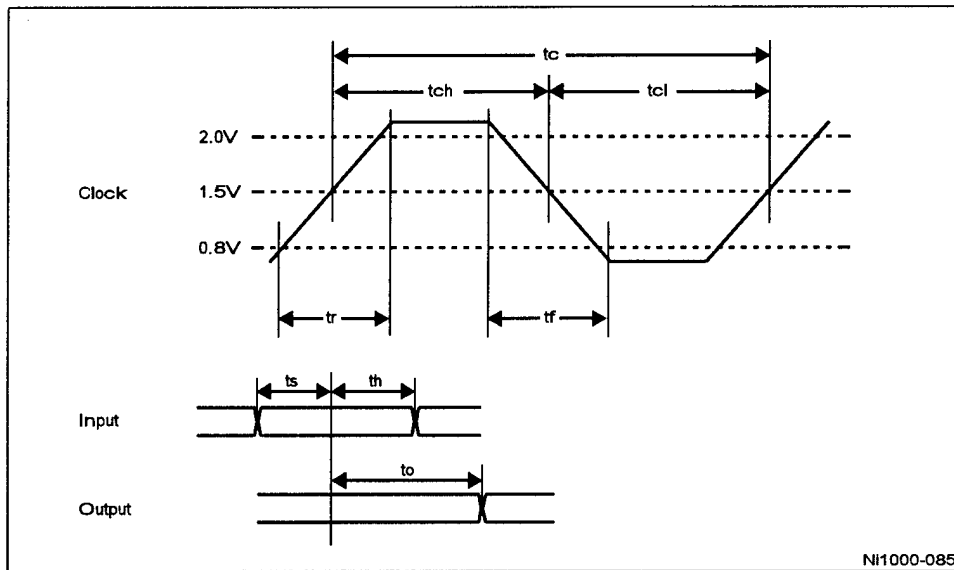 tc
tch
tcl
2.0V
Clock
1.5V
0.8V
tr
tf
ts
th
Input
to
Output
NI1000-085